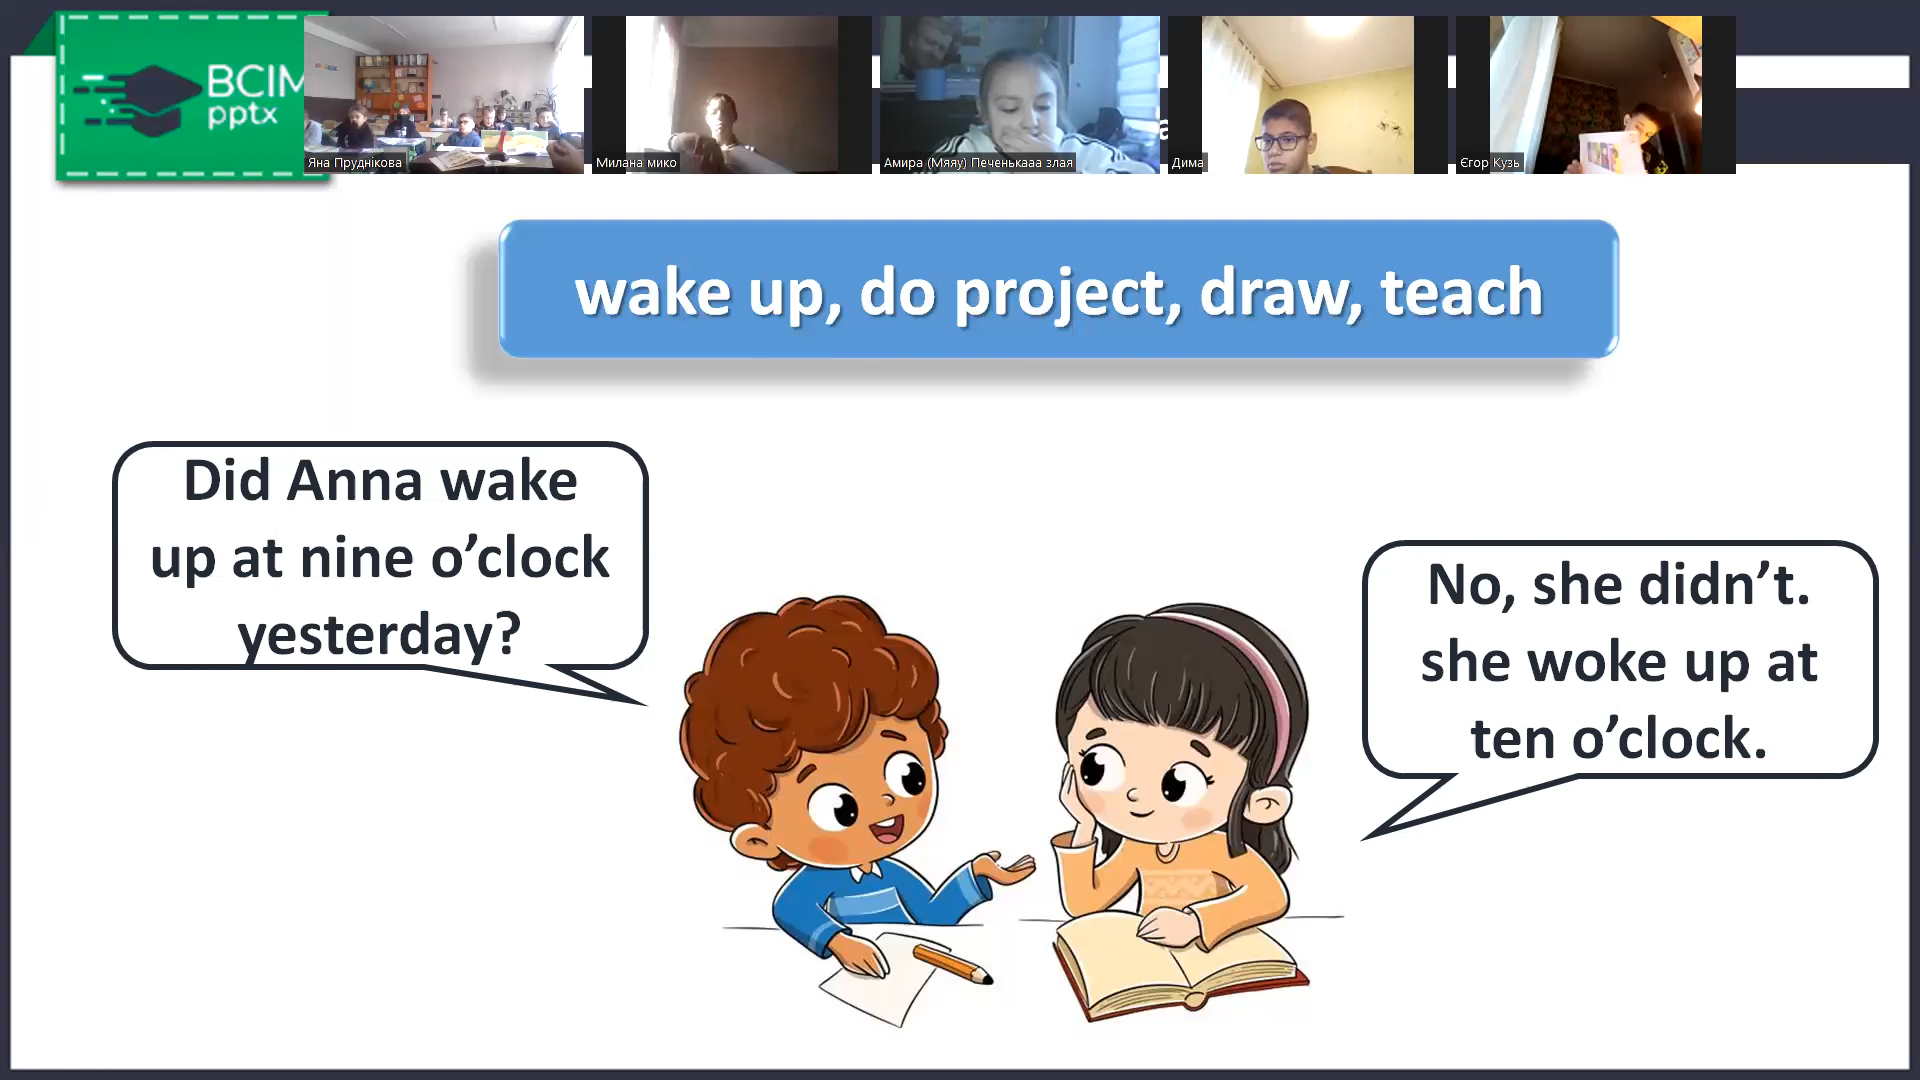 ВСІМ
pptx
Яна Пруднікова
Милана мико
Амира (Мяяу) Печенькааа злая
Дима
Єгор Кузь
wake up, do project, draw, teach
Did Anna wake
up at nine o’clock
yesterday?
No, she didn’t.
she woke up at
ten o’clock.